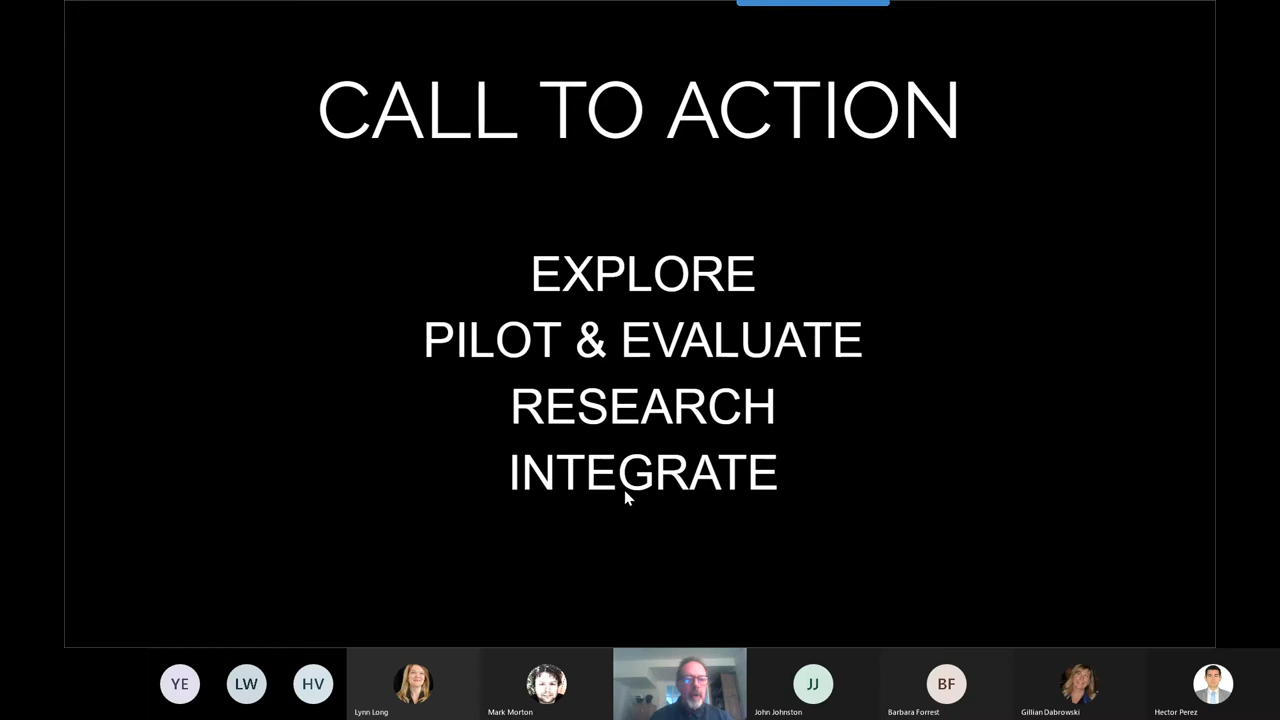 CALL TO ACTION
EXPLORE
PILOT & EVALUATE
RESEARCH
INTEGRATE
YE
LW
HV
Lynn Long
Mark Morton
JJ
John Johnston
BF
Barbara Forrest
Gillian Dabrowski
Hector Perez